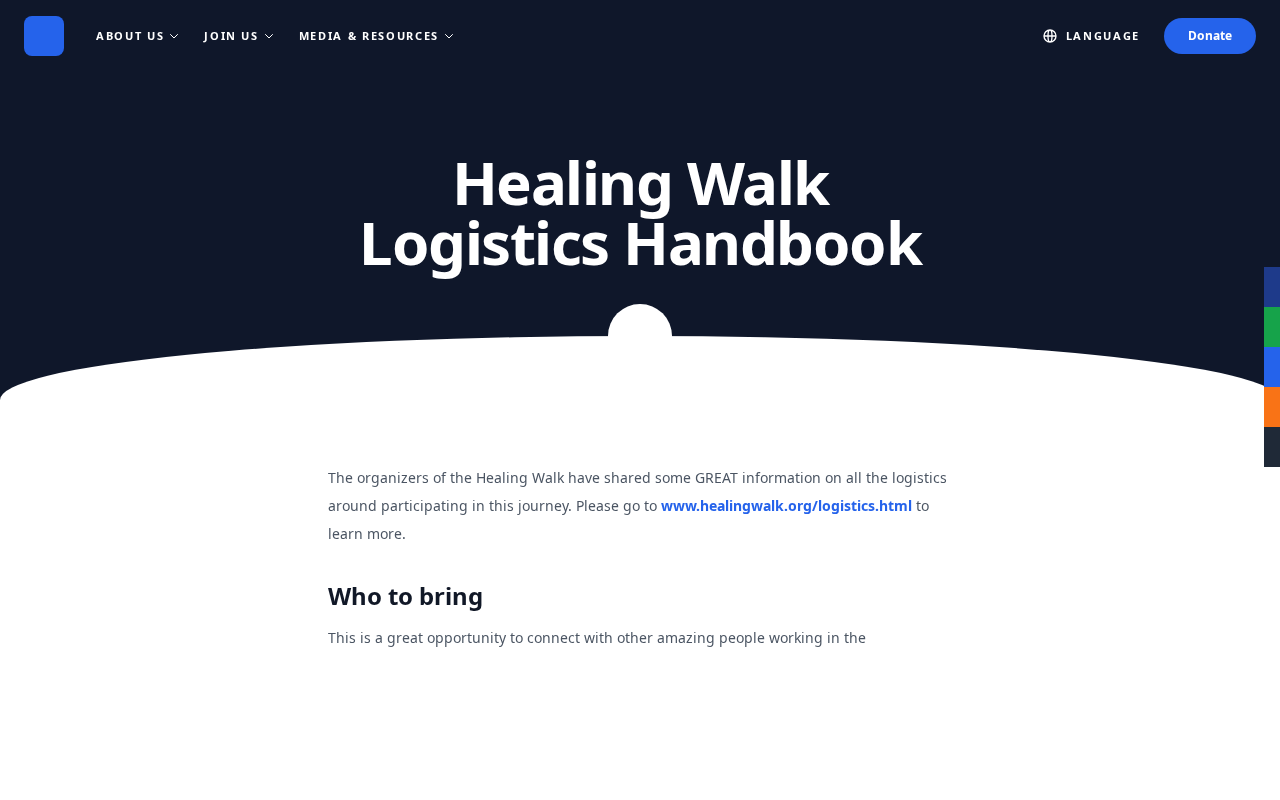 ABOUT US
JOIN US
MEDIA & RESOURCES
LANGUAGE
Donate
Healing Walk
Logistics Handbook
The organizers of the Healing Walk have shared some GREAT information on all the logistics
around participating in this journey. Please go to www.healingwalk.org/logistics.html to
learn more.
Who to bring
This is a great opportunity to connect with other amazing people working in the